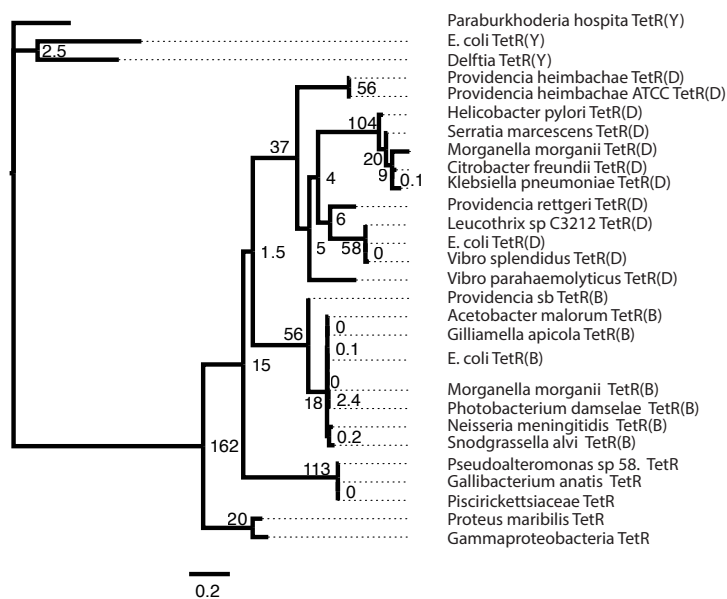 Paraburkhoderia hospita TetR(Y)
E. coli TetR(Y)
2.5
Delftia TetR(Y)
Providencia heimbachae TetR(D)
56
Providencia heimbachae ATCC TetR(D)
Helicobacter pylori TetR(D)
104
Serratia marcescens TetR(D)
37
Morganella morganii TetR(D)
20
Citrobacter freundii TetR(D)
4
9
0.1
Klebsiella pneumoniae TetR(D)
Providencia rettgeri TetR(D)
6
Leucothrix sp C3212 TetR(D)
E. coli TetR(D)
1.5
5
58
0
Vibro splendidus TetR(D)
Vibro parahaemolyticus TetR(D)
Providencia sb TetR(B)
Acetobacter malorum TetR(B)
0
56
Gilliamella apicola TetR(B)
0.1
E. coli TetR(B)
15
0
Morganella morganii TetR(B)
18
2.4
Photobacterium damselae TetR(B)
Neisseria meningitidis TetR(B)
0.2
Snodgrassella alvi TetR(B)
162
113
Pseudoalteromonas sp 58. TetR
Gallibacterium anatis TetR
0
Piscirickettsiaceae TetR
20
Proteus maribilis TetR
Gammaproteobacteria TetR
0.2